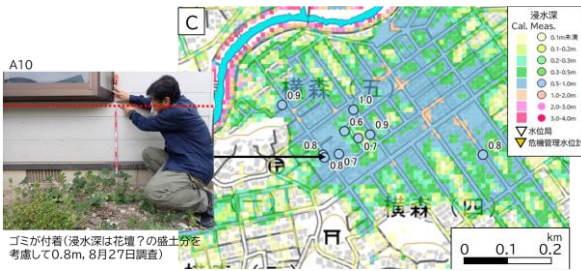 A10
C
浸水深
Cal. Meas.
0.1m未満
0.1-0.2m
0.2-0.3m
0.3-0.5m
0.5-1.0m
1.0-2.0m
2.0-3.0m
3.0-4.0m
水位局
危機管理水位計
横森（五
0.9
1.0
0.6
0.9
0.7
0.8
0.7
0.8
横森（四）
km
0
0.1
0.2
ゴミが付着(浸水深は花壇？の盛土分を
考慮して0.8m, 8月27日調査)